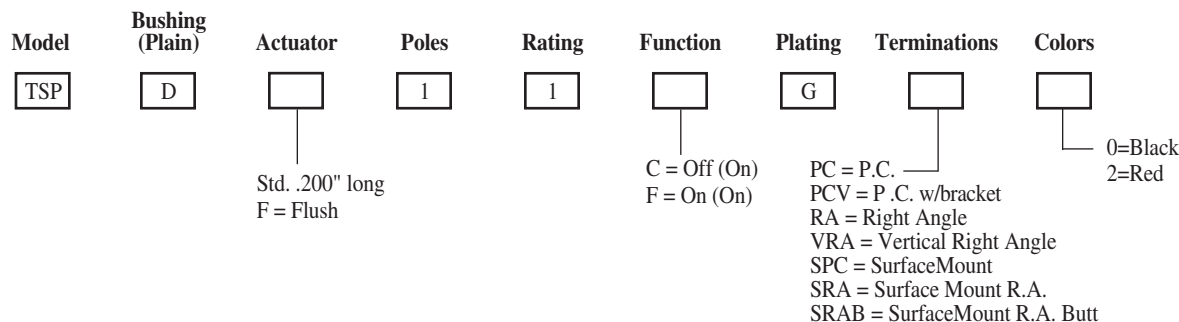 Model Bushing (Plain) Actuator Poles Rating Function Plating Terminations Colors
TSP D 1 1 G
Std. .200" long
F = Flush
C = Off (On)
F = On (On)
PC = P.C.
PCV = P .C. w/bracket
RA = Right Angle
VRA = Vertical Right Angle
SPC = SurfaceMount
SRA = Surface Mount R.A.
SRAB = SurfaceMount R.A. Butt
0=Black
2=Red